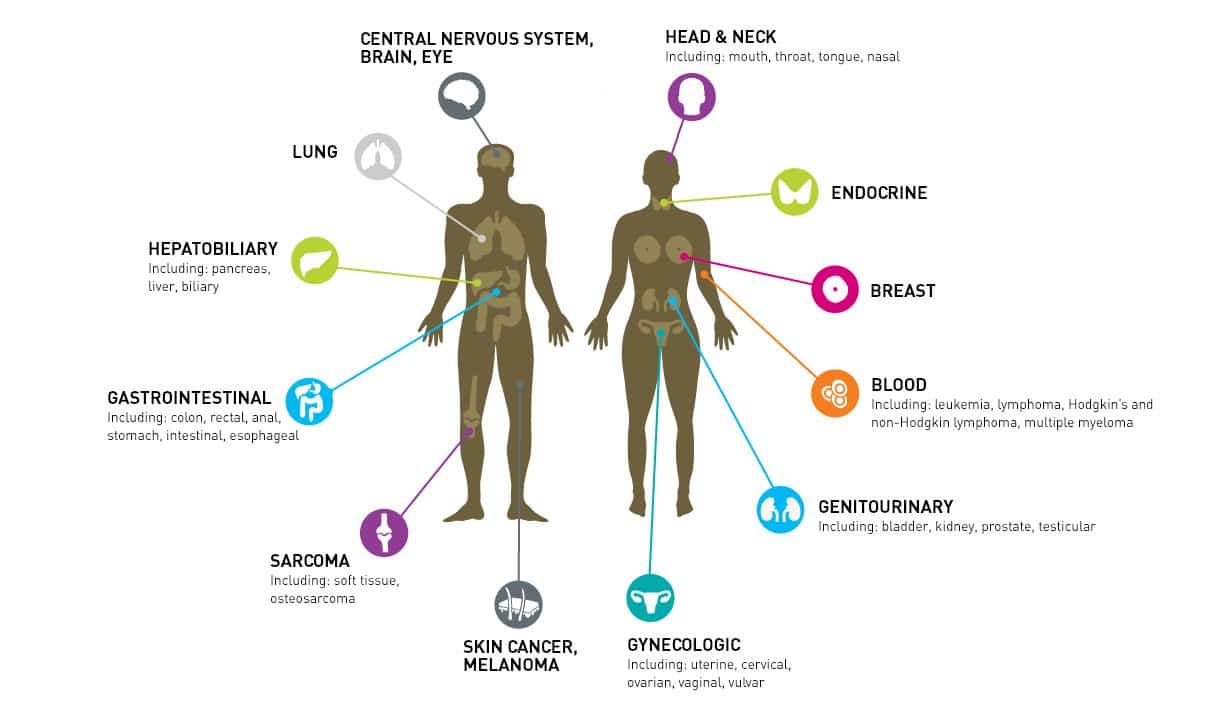 CENTRAL NERVOUS SYSTEM,
BRAIN, EYE
HEAD & NECK
Including: mouth, throat, tongue, nasal
LUNG
ENDOCRINE
HEPATOBILIARY
Including: pancreas,
liver, biliary
BREAST
GASTROINTESTINAL
Including: colon, rectal, anal,
stomach, intestinal, esophageal
BLOOD
Including: leukemia, lymphoma, Hodgkin's and
non-Hodgkin lymphoma, multiple myeloma
GENITOURINARY
Including: bladder, kidney, prostate, testicular
SARCOMA
Including: soft tissue,
osteosarcoma
SKIN CANCER,
MELANOMA
GYNECOLOGIC
Including: uterine, cervical,
ovarian, vaginal, vulvar